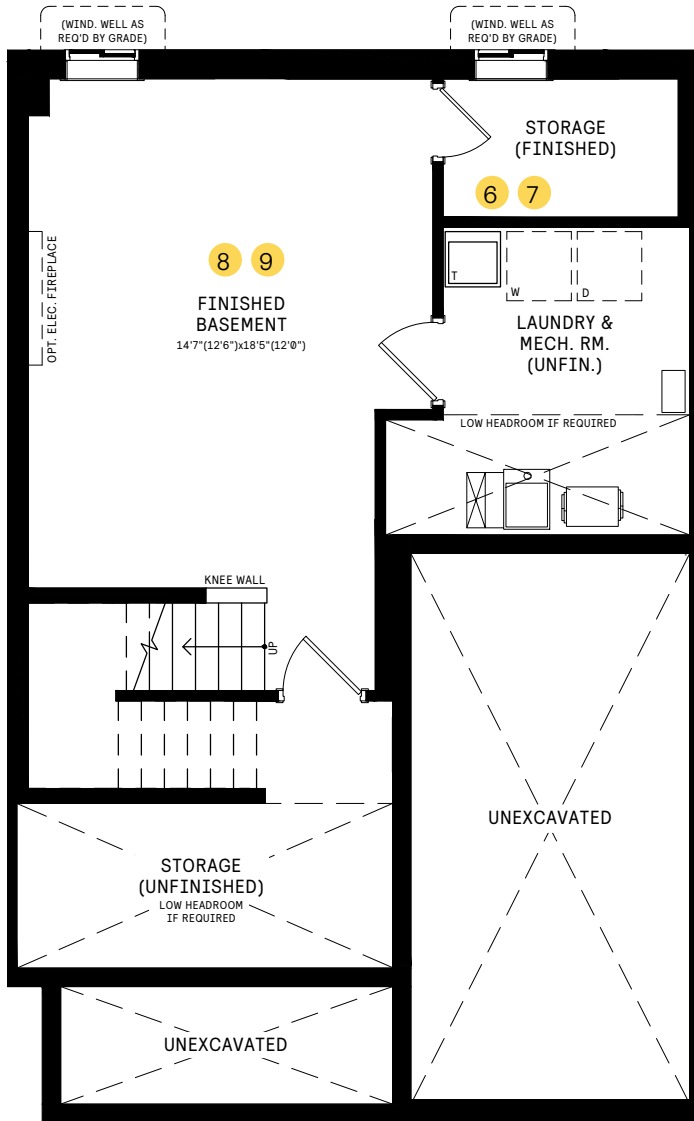 (WIND. WELL AS
REQ'D BY GRADE)
(WIND. WELL AS
REQ'D BY GRADE)
STORAGE
(FINISHED)
6 7
8 9
OPT. ELEC. FIREPLACE
FINISHED
BASEMENT
14'7"(12'6")x18'5"(12'0")
T
W
D
LAUNDRY &
MECH. RM.
(UNFIN.)
LOW HEADROOM IF REQUIRED
KNEE WALL
UP
UNEXCAVATED
STORAGE
(UNFINISHED)
LOW HEADROOM
IF REQUIRED
UNEXCAVATED